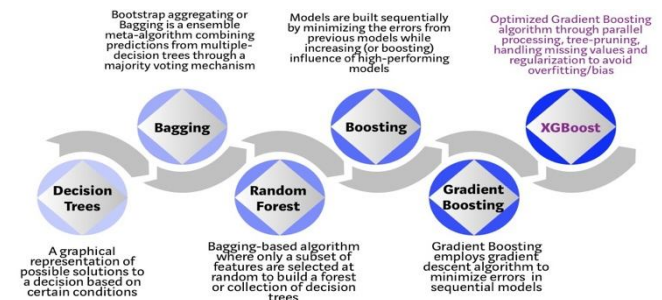 Bootstrap aggregating or
Bagging is a ensemble
meta-algorithm combining
predictions from multiple-
decision trees through a
majority voting mechanism
Models are built sequentially
by minimizing the errors from
previous models while
increasing (or boosting)
influence of high-performing
models
Optimized Gradient Boosting
algorithm through parallel
processing, tree-pruning,
handling missing values and
regularization to avoid
overfitting/bias
Bagging
Boosting
XGBoost
Decision
Trees
Random
Forest
Gradient
Boosting
A graphical
representation of
possible solutions to
a decision based on
certain conditions
Bagging-based algorithm
where only a subset of
features are selected at
random to build a forest
or collection of decision
trees
Gradient Boosting
employs gradient
descent algorithm to
minimize errors in
sequential models